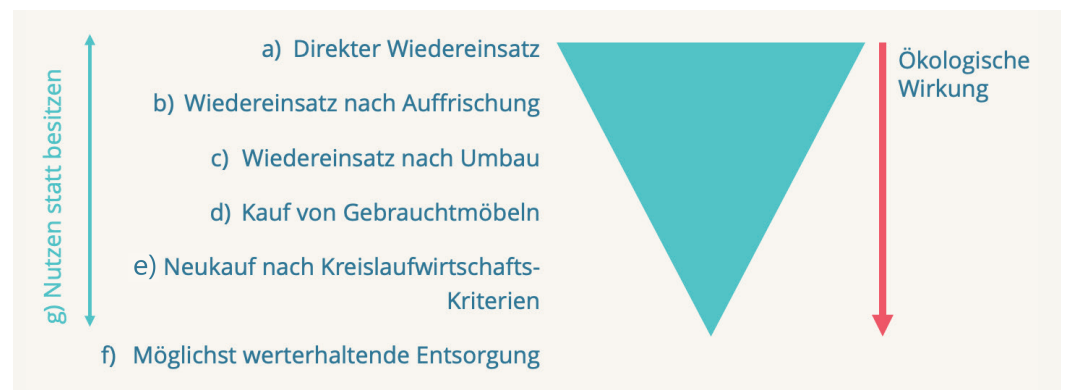 g) Nutzen statt besitzen
a) Direkter Wiedereinsatz
b) Wiedereinsatz nach Auffrischung
c) Wiedereinsatz nach Umbau
d) Kauf von Gebrauchtmöbeln
e) Neukauf nach Kreislaufwirtschafts-
Kriterien
f) Möglichst werterhaltende Entsorgung
Ökologische
Wirkung